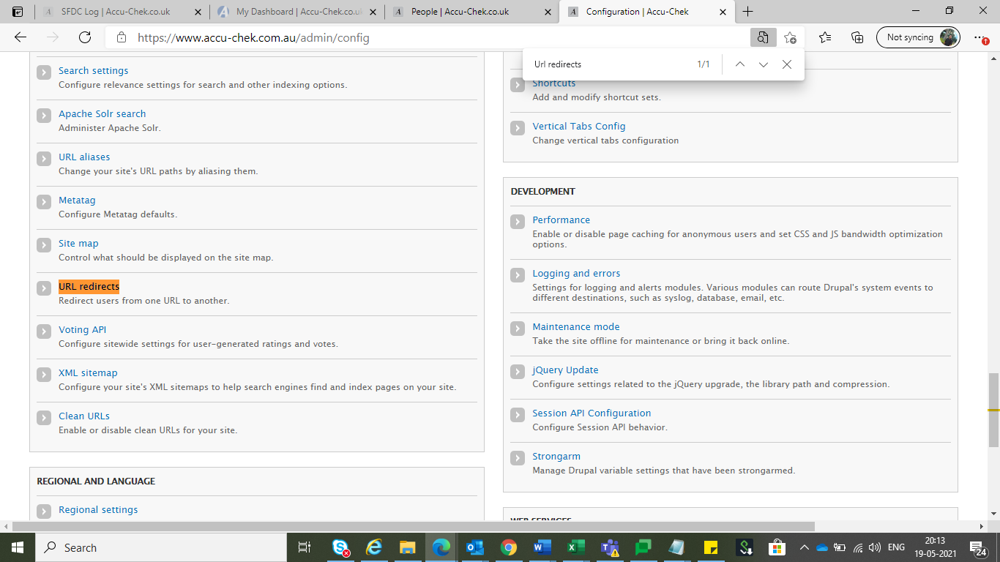 SFDC Log | Accu-Chek.co.uk
My Dashboard | Accu-Chek.co.uk
People | Accu-Chek.co.uk
Configuration | Accu-Chek
https://www.accu-chek.com.au/admin/config
Not syncing
Url redirects
1/1
Search settings
Configure relevance settings for search and other indexing options.
Apache Solr search
Administer Apache Solr.
URL aliases
Change your site's URL paths by aliasing them.
Metatag
Configure Metatag defaults.
Site map
Control what should be displayed on the site map.
URL redirects
Redirect users from one URL to another.
Voting API
Configure sitewide settings for user-generated ratings and votes.
XML sitemap
Configure your site's XML sitemaps to help search engines find and index pages on your site.
Clean URLs
Enable or disable clean URLs for your site.
REGIONAL AND LANGUAGE
Regional settings
Shortcuts
Add and modify shortcut sets.
Vertical Tabs Config
Change vertical tabs configuration
DEVELOPMENT
Performance
Enable or disable page caching for anonymous users and set CSS and JS bandwidth optimization
options.
Logging and errors
Settings for logging and alerts modules. Various modules can route Drupal's system events to
different destinations, such as syslog, database, email, etc.
Maintenance mode
Take the site offline for maintenance or bring it back online.
jQuery Update
Configure settings related to the jQuery upgrade, the library path and compression.
Session API Configuration
Configure Session API behavior.
Strongarm
Manage Drupal variable settings that have been strongarmed.
WEB SERVICES
Search
ENG
20:13
19-05-2021
24